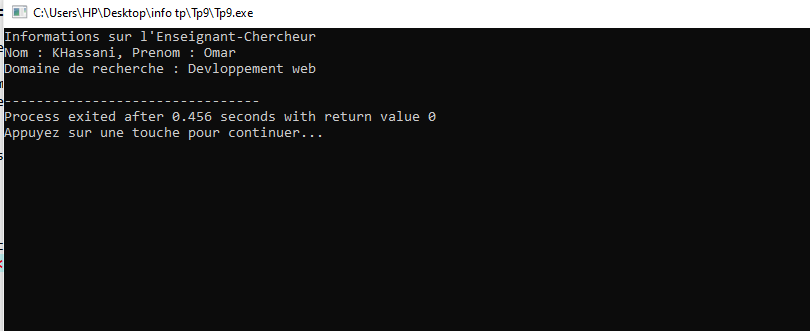 C:\Users\HP\Desktop\info tp\Tp9\Tp9.exe
Informations sur l'Enseignant-Chercheur
Nom : KHassani, Prenom : Omar
Domaine de recherche : Devloppement web
--------------------------------
Process exited after 0.456 seconds with return value 0
Appuyez sur une touche pour continuer...